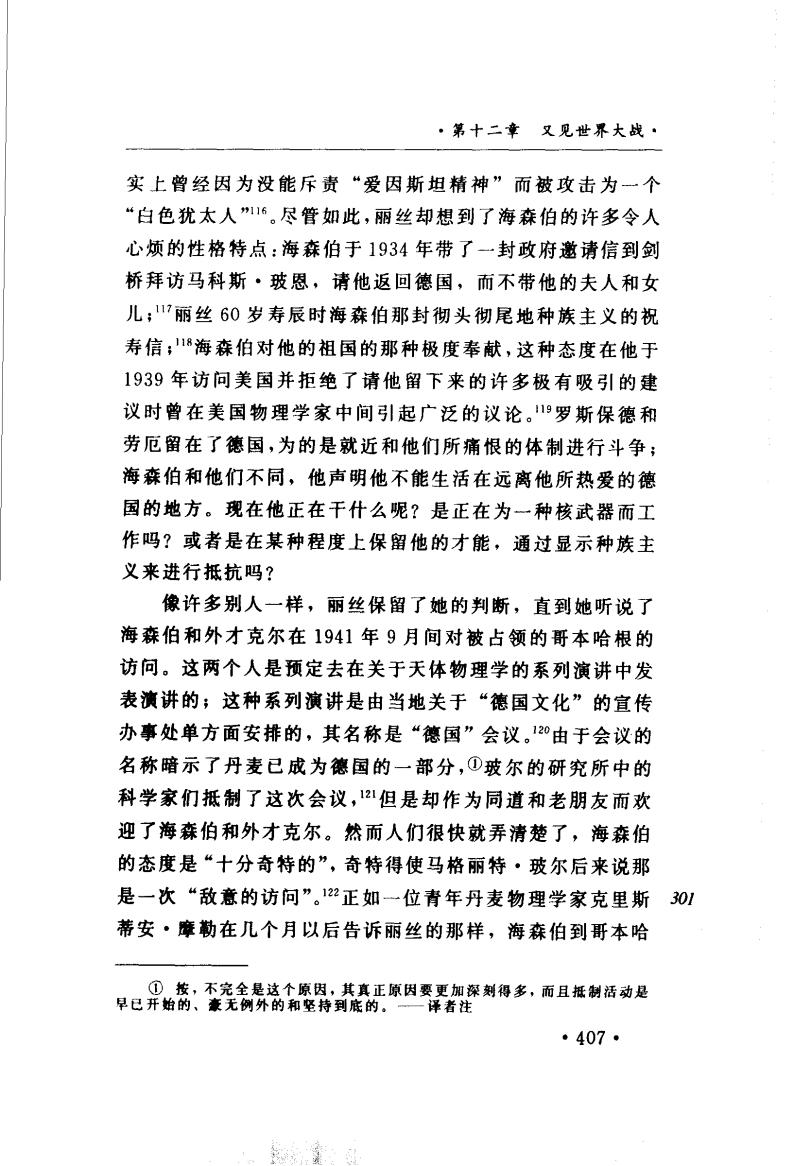 ·第十二章　又见世界大战·
实上曾经因为没能斥责“爱因斯坦精神”而被攻击为一个
“白色犹太人”116。尽管如此,丽丝却想到了海森伯的许多令人
心烦的性格特点:海森伯于 1934 年带了一封政府邀请信到剑
桥拜访马科斯·玻恩，请他返回德国，而不带他的夫人和女
儿;117丽丝 60 岁寿辰时海森伯那封彻头彻尾地种族主义的祝
寿信;118海森伯对他的祖国的那种极度奉献,这种态度在他于
1939 年访问美国并拒绝了请他留下来的许多极有吸引的建
议时曾在美国物理学家中间引起广泛的议论。119罗斯保德和
劳厄留在了德国,为的是就近和他们所痛恨的体制进行斗争;
海森伯和他们不同，他声明他不能生活在远离他所热爱的德
国的地方。现在他正在干什么呢？是正在为一种核武器而工
作吗？或者是在某种程度上保留他的才能，通过显示种族主
义来进行抵抗吗？
像许多别人一样，丽丝保留了她的判断，直到她听说了
海森伯和外才克尔在 1941 年 9 月间对被占领的哥本哈根的
访问。这两个人是预定去在关于天体物理学的系列演讲中发
表演讲的；这种系列演讲是由当地关于“德国文化”的宣传
办事处单方面安排的，其名称是“德国”会议。120由于会议的
名称暗示了丹麦已成为德国的一部分,①玻尔的研究所中的
科学家们抵制了这次会议,121但是却作为同道和老朋友而欢
迎了海森伯和外才克尔。然而人们很快就弄清楚了，海森伯
的态度是“十分奇特的”,奇特得使马格丽特·玻尔后来说那
是一次“敌意的访问”。122正如一位青年丹麦物理学家克里斯
301
蒂安·摩勒在几个月以后告诉丽丝的那样，海森伯到哥本哈
① 按,不完全是这个原因,其真正原因要更加深刻得多,而且抵制活动是
早已开始的、豪无例外的和坚持到底的。——译者注
·407·